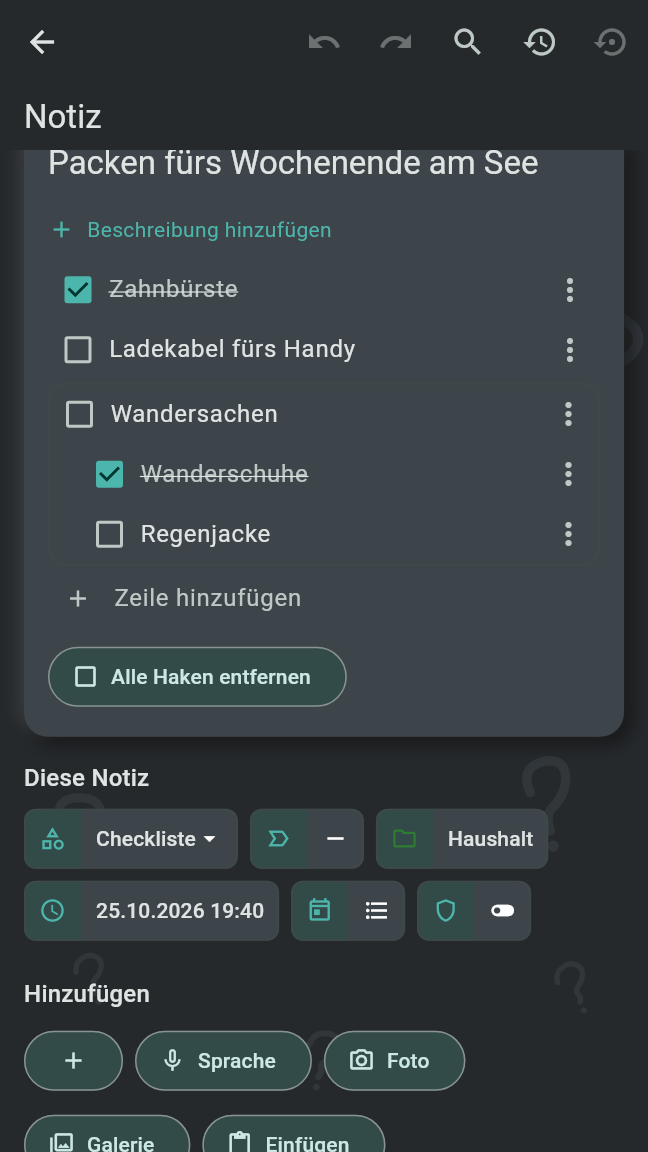 Notiz
Packen fürs Wochenende am See
Beschreibung hinzufügen
Zahnbürste
Ladekabel fürs Handy
Wandersachen
Wanderschuhe
Regenjacke
Zeile hinzufügen
Alle Haken entfernen
Diese Notiz
Checkliste
Haushalt
25.10.2026 19:40
Hinzufügen
Sprache
Foto
Galerie
Einfügen